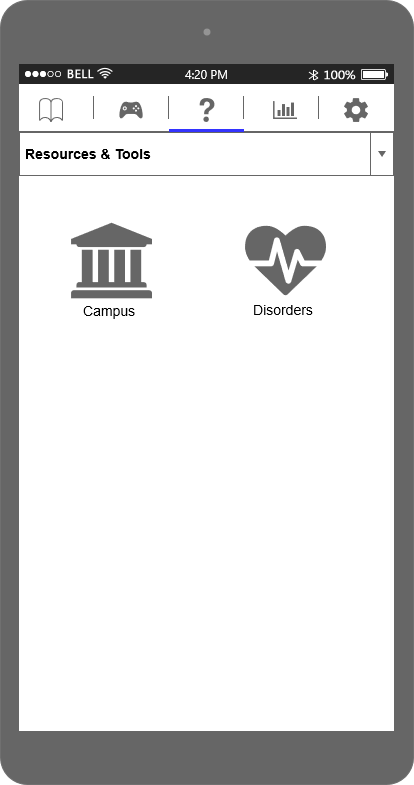 BELL 4:20 PM 100%
?
Resources & Tools
Campus Disorders